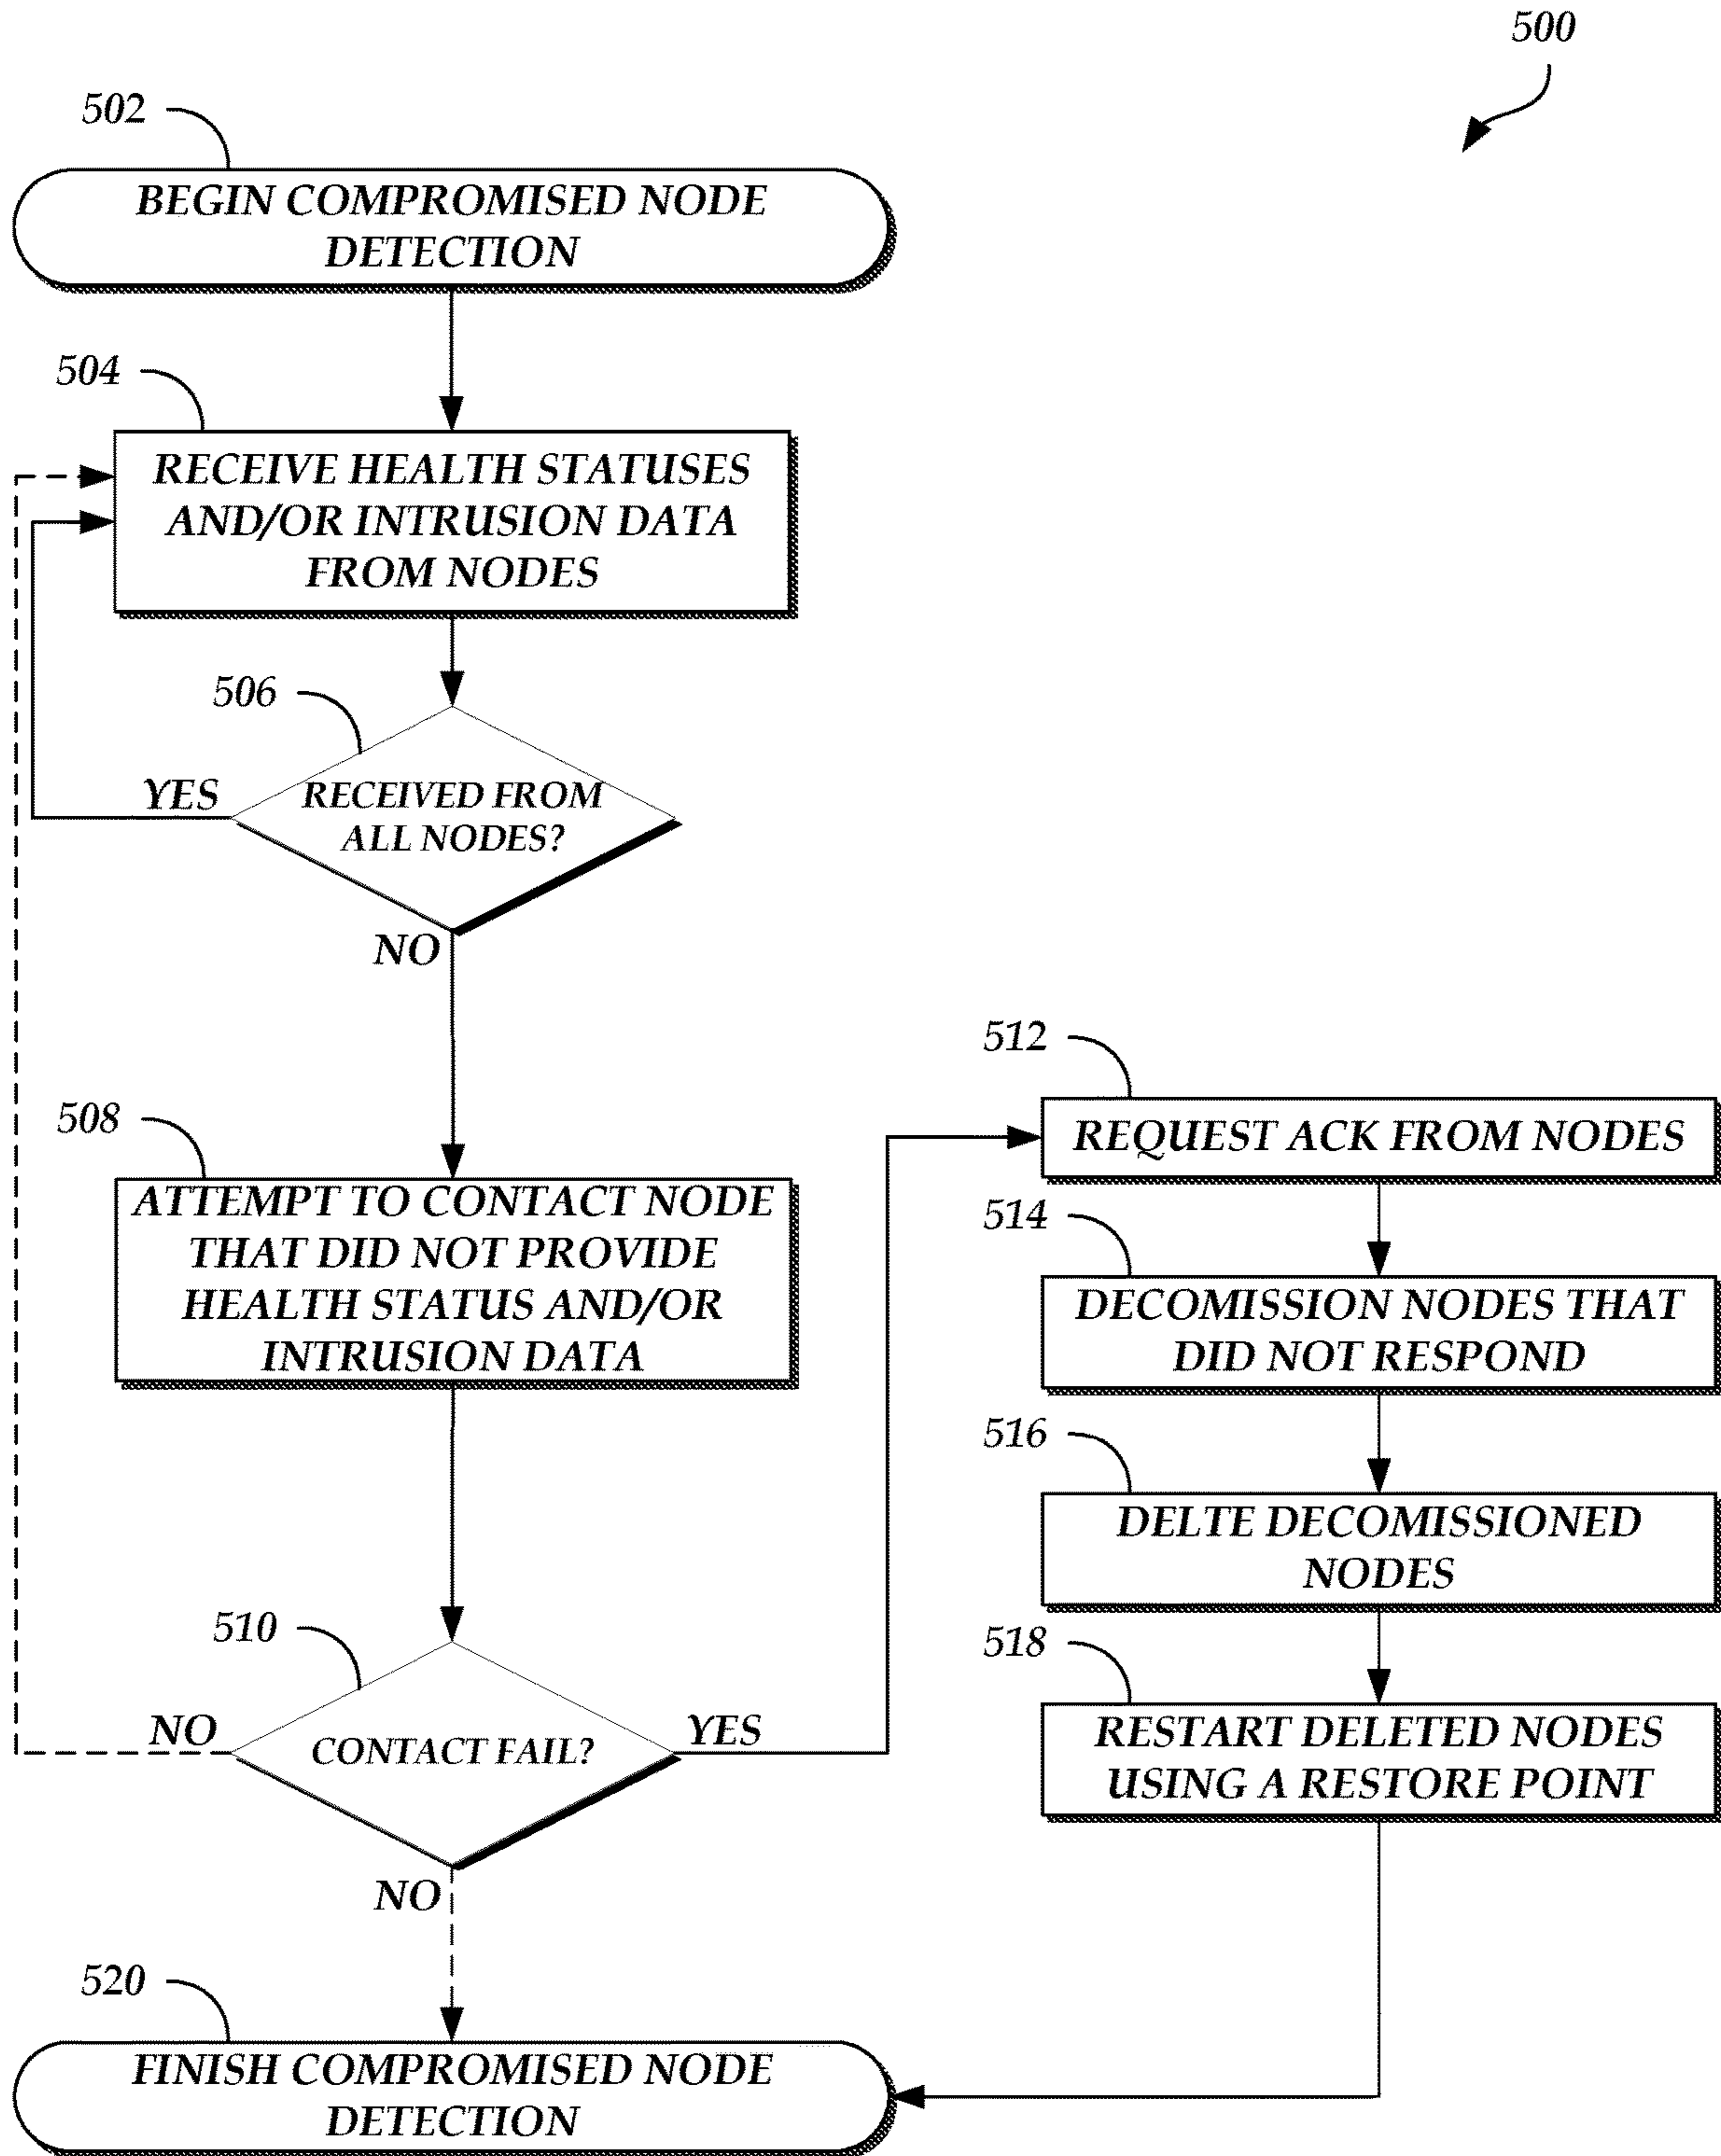 500
502
BEGIN COMPROMISED NODE
DETECTION
504
RECEIVE HEALTH STATUSES
AND/OR INTRUSION DATA
FROM NODES
506
YES
RECEIVED FROM
ALL NODES?
NO
508
ATTEMPT TO CONTACT NODE
THAT DID NOT PROVIDE
HEALTH STATUS AND/OR
INTRUSION DATA
510
NO
CONTACT FAIL?
YES
NO
512
REQUEST ACK FROM NODES
514
DECOMISSION NODES THAT
DID NOT RESPOND
516
DELTE DECOMISSIONED
NODES
518
RESTART DELETED NODES
USING A RESTORE POINT
520
FINISH COMPROMISED NODE
DETECTION